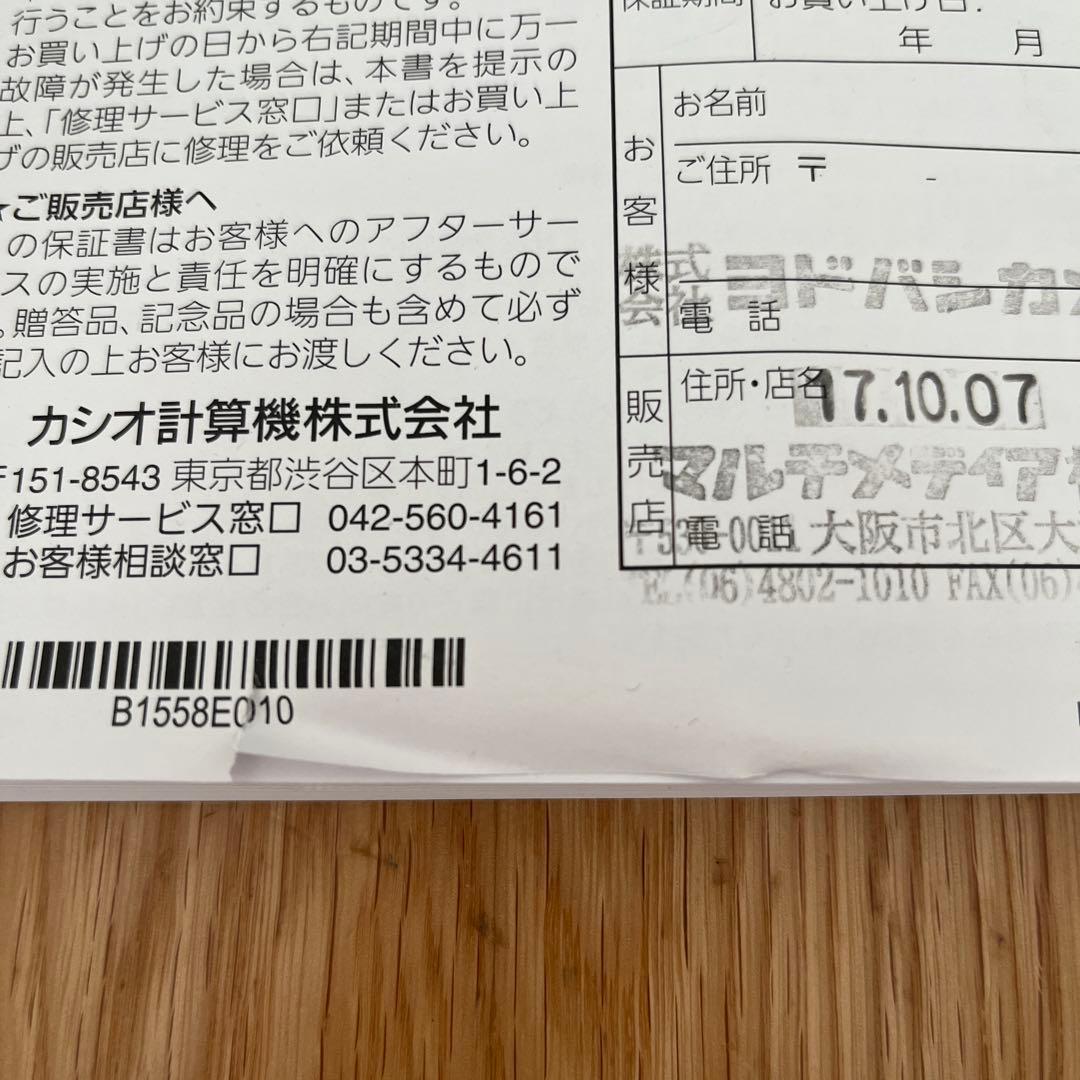 行うことをお約束するものです。
お買い上げの日から右記期間中に万一
故障が発生した場合は、本書を提示の
上、「修理サービス窓口」またはお買い上
げの販売店に修理をご依頼ください。
★ご販売店様へ
の保証書はお客様へのアフターサー
スの実施と責任を明確にするもので
。贈答品、記念品の場合も含めて必ず
記入の上お客様にお渡しください。
カシオ計算機株式会社
〒151-8543 東京都渋谷区本町1-6-2
修理サービス窓口 042-560-4161
お客様相談窓口 03-5334-4611
B1558E010
保証期間 お買い上げ日:
年 月
お客様
お名前
ご住所 〒 -
電 話
株式会社 ヨドバシカメ
販売店
住所・店名
17.10.07
マルチメディア
電 話
大阪市北区大
TEL(06)4802-1010 FAX(06)